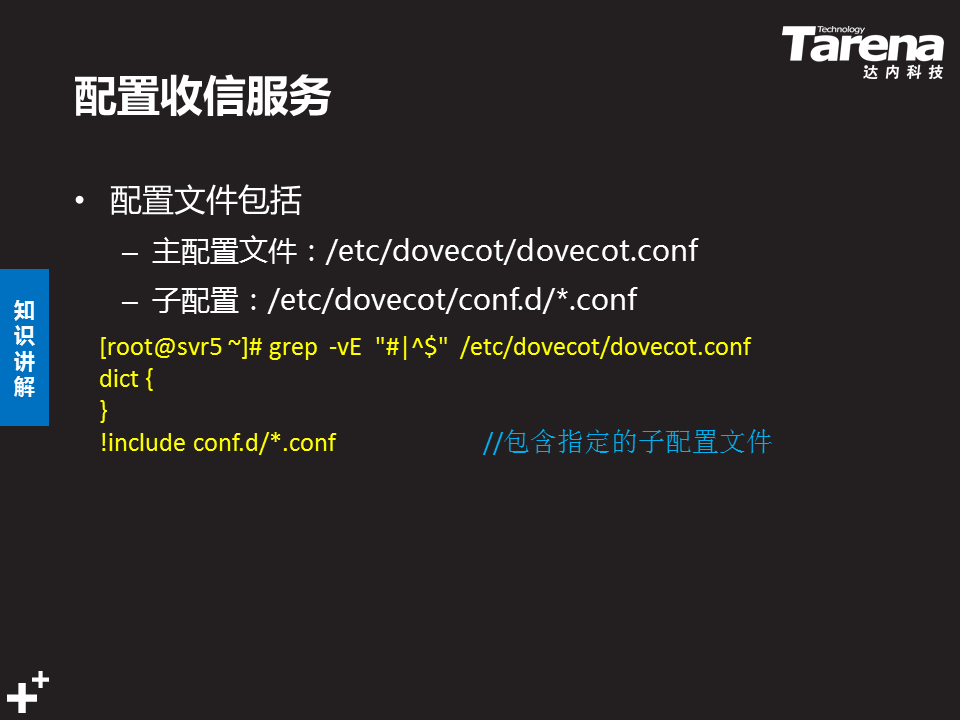 Technology
Tarena
达内科技
配置收信服务
• 配置文件包括
– 主配置文件：/etc/dovecot/dovecot.conf
– 子配置：/etc/dovecot/conf.d/*.conf
知识讲解
[root@svr5 ~]# grep -vE "#|^$" /etc/dovecot/dovecot.conf
dict {
}
!include conf.d/*.conf //包含指定的子配置文件